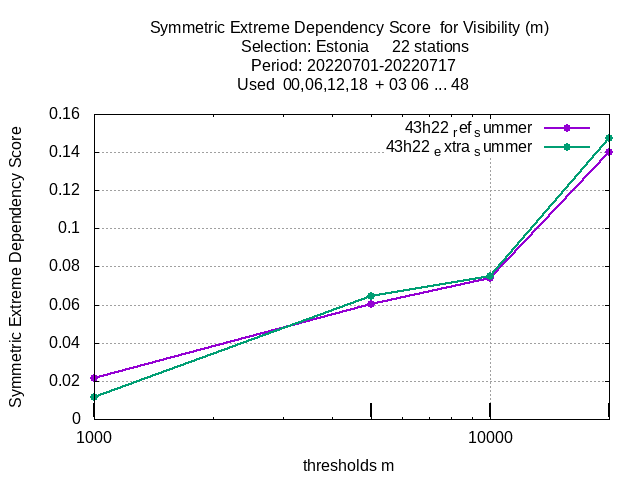 Symmetric Extreme Dependency Score for Visibility (m)
Selection: Estonia 22 stations
Period: 20220701-20220717
Used 00,06,12,18 + 03 06 ... 48
43h22 ref summer
43h22 extra summer
Symmetric Extreme Dependency Score
0.16
0.14
0.12
0.1
0.08
0.06
0.04
0.02
0
1000 10000
thresholds m